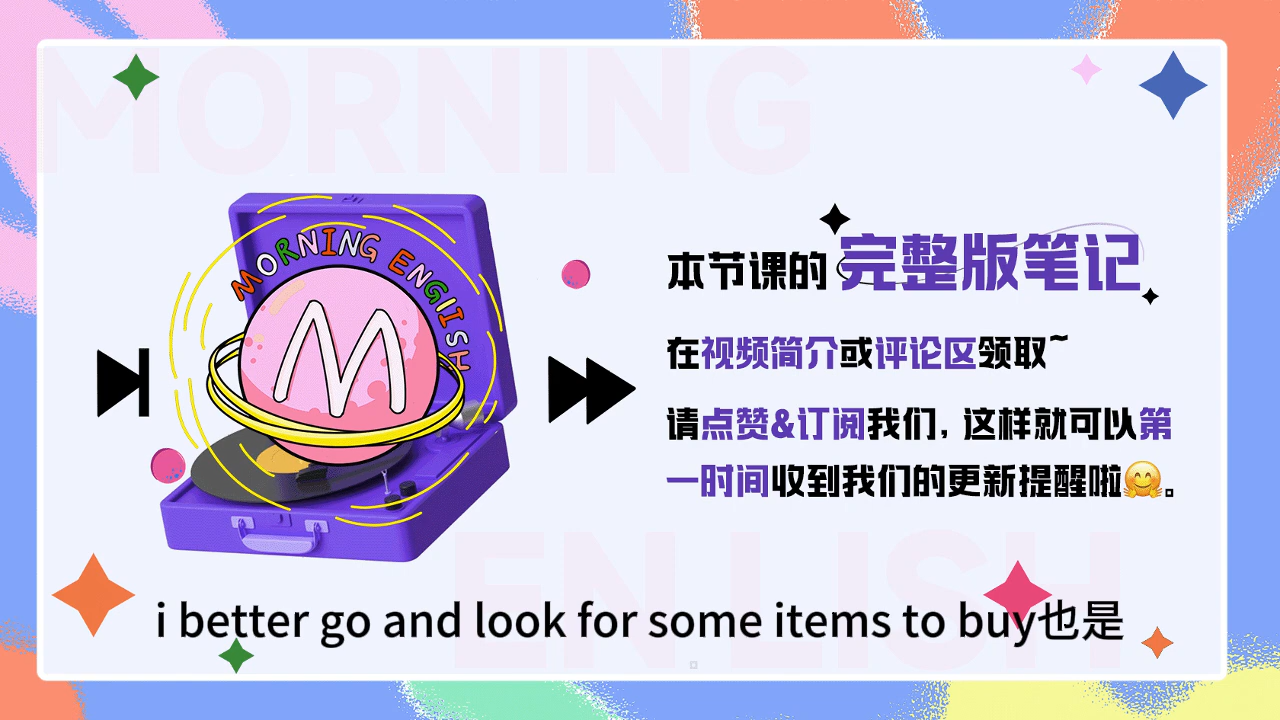 MORNING
MORNING ENGlISH
M
本节课的 完整版笔记
在视频简介或评论区领取~
请点赞&订阅我们，这样就可以第
一时间收到我们的更新提醒啦🤗。
EN LISH
i better go and look for some items to buy也是